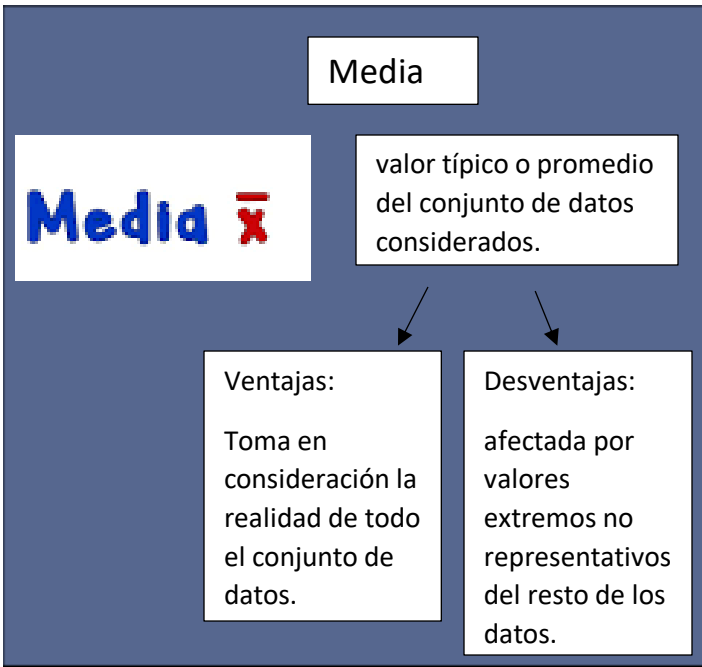 Media
Media x̄
valor típico o promedio
del conjunto de datos
considerados.
Ventajas:
Toma en
consideración la
realidad de todo
el conjunto de
datos.
Desventajas:
afectada por
valores
extremos no
representativos
del resto de los
datos.